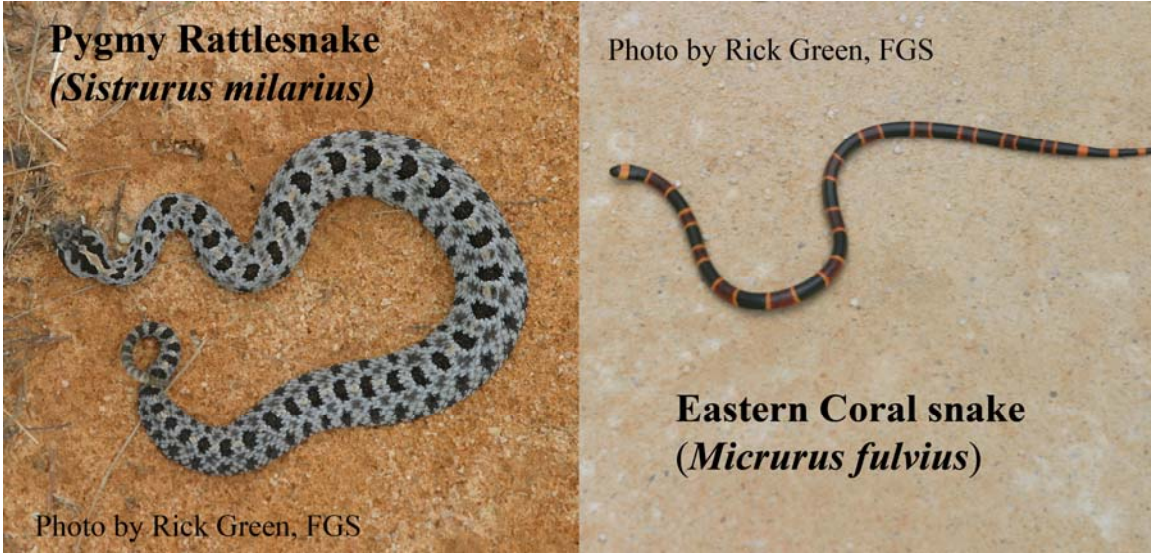 Pygmy Rattlesnake
(Sistrurus milarius)
Photo by Rick Green, FGS
Photo by Rick Green, FGS
Eastern Coral snake
(Micrurus fulvius)